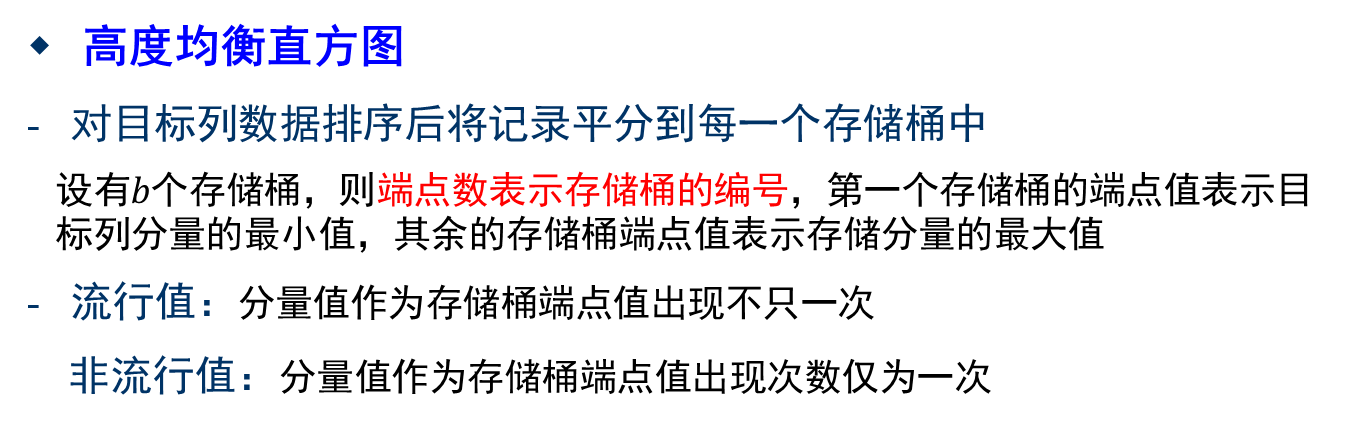 ◆ 高度均衡直方图
- 对目标列数据排序后将记录平分到每一个存储桶中
设有b个存储桶，则端点数表示存储桶的编号，第一个存储桶的端点值表示目
标列分量的最小值，其余的存储桶端点值表示存储分量的最大值
- 流行值：分量值作为存储桶端点值出现不只一次
非流行值：分量值作为存储桶端点值出现次数仅为一次